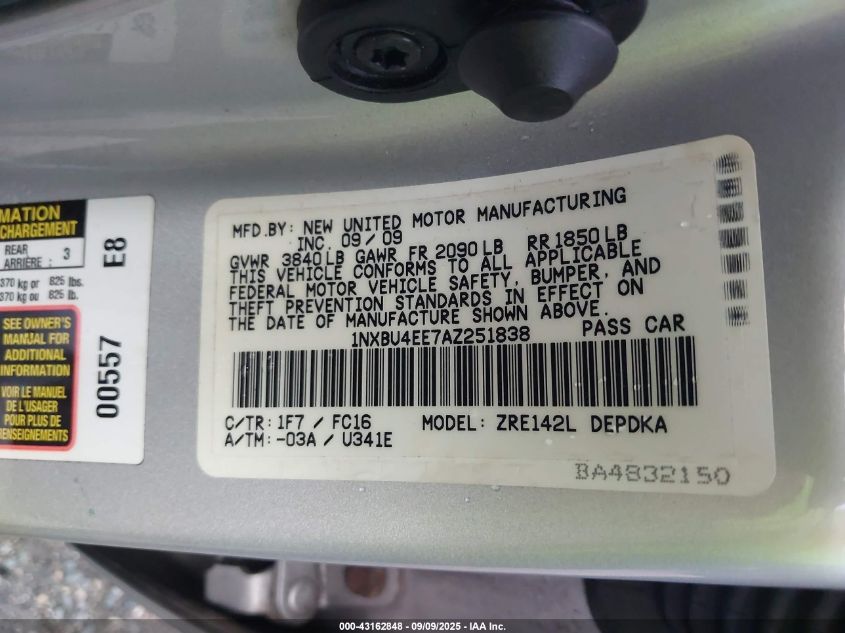 MATION
CHARGEMENT
REAR
ARRIÈRE : 3
370 kg or 825 lbs.
370 kg ou 825 lb.
SEE OWNER'S
MANUAL FOR
ADDITIONAL
INFORMATION
VOIR LE MANUEL
DE L'USAGER
POUR PLUS DE
RENSEIGNEMENTS
E8
00557
MFD.BY: NEW UNITED MOTOR MANUFACTURING
INC. 09/09
GVWR 3840LB GAWR FR 2090LB RR 1850LB
THIS VEHICLE CONFORMS TO ALL APPLICABLE
FEDERAL MOTOR VEHICLE SAFETY, BUMPER, AND
THEFT PREVENTION STANDARDS IN EFFECT ON
THE DATE OF MANUFACTURE SHOWN ABOVE.
1NXBU4EE7AZ251838 PASS CAR
C/TR: 1F7 / FC16 MODEL: ZRE142L DEPDKA
A/TM: -03A / U341E
BA4832150
000-43162848 - 09/09/2025 - IAA Inc.